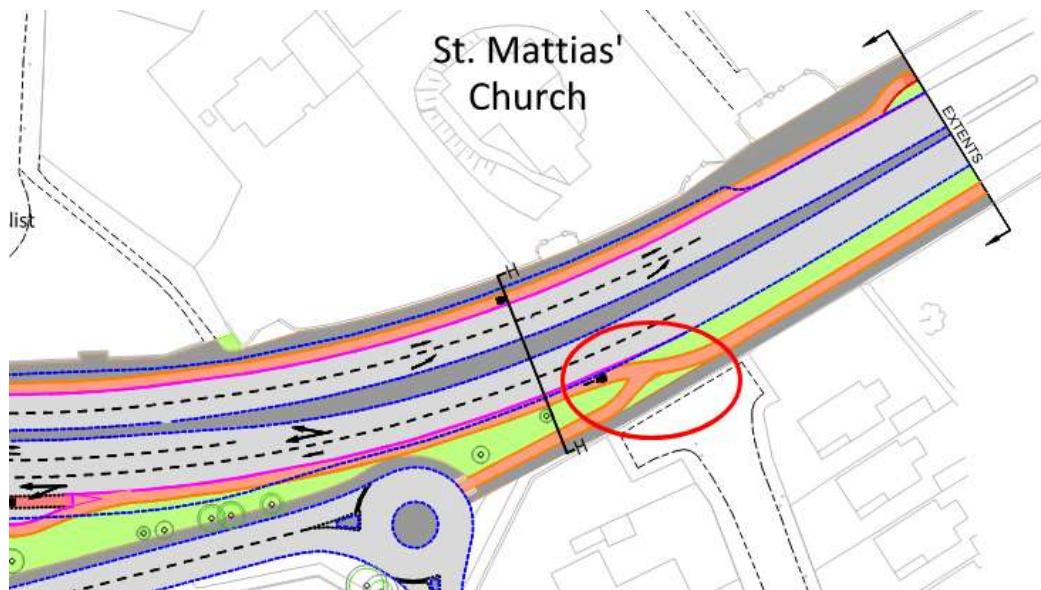 St. Mattias'
Church
EXTENTS
list
H
H